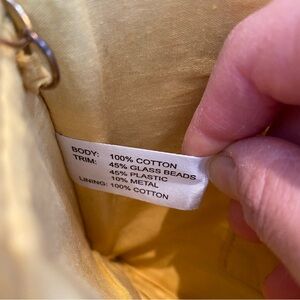 BODY: 100% COTTON
TRIM: 45% GLASS BEADS
45% PLASTIC
10% METAL
LINING: 100% COTTON